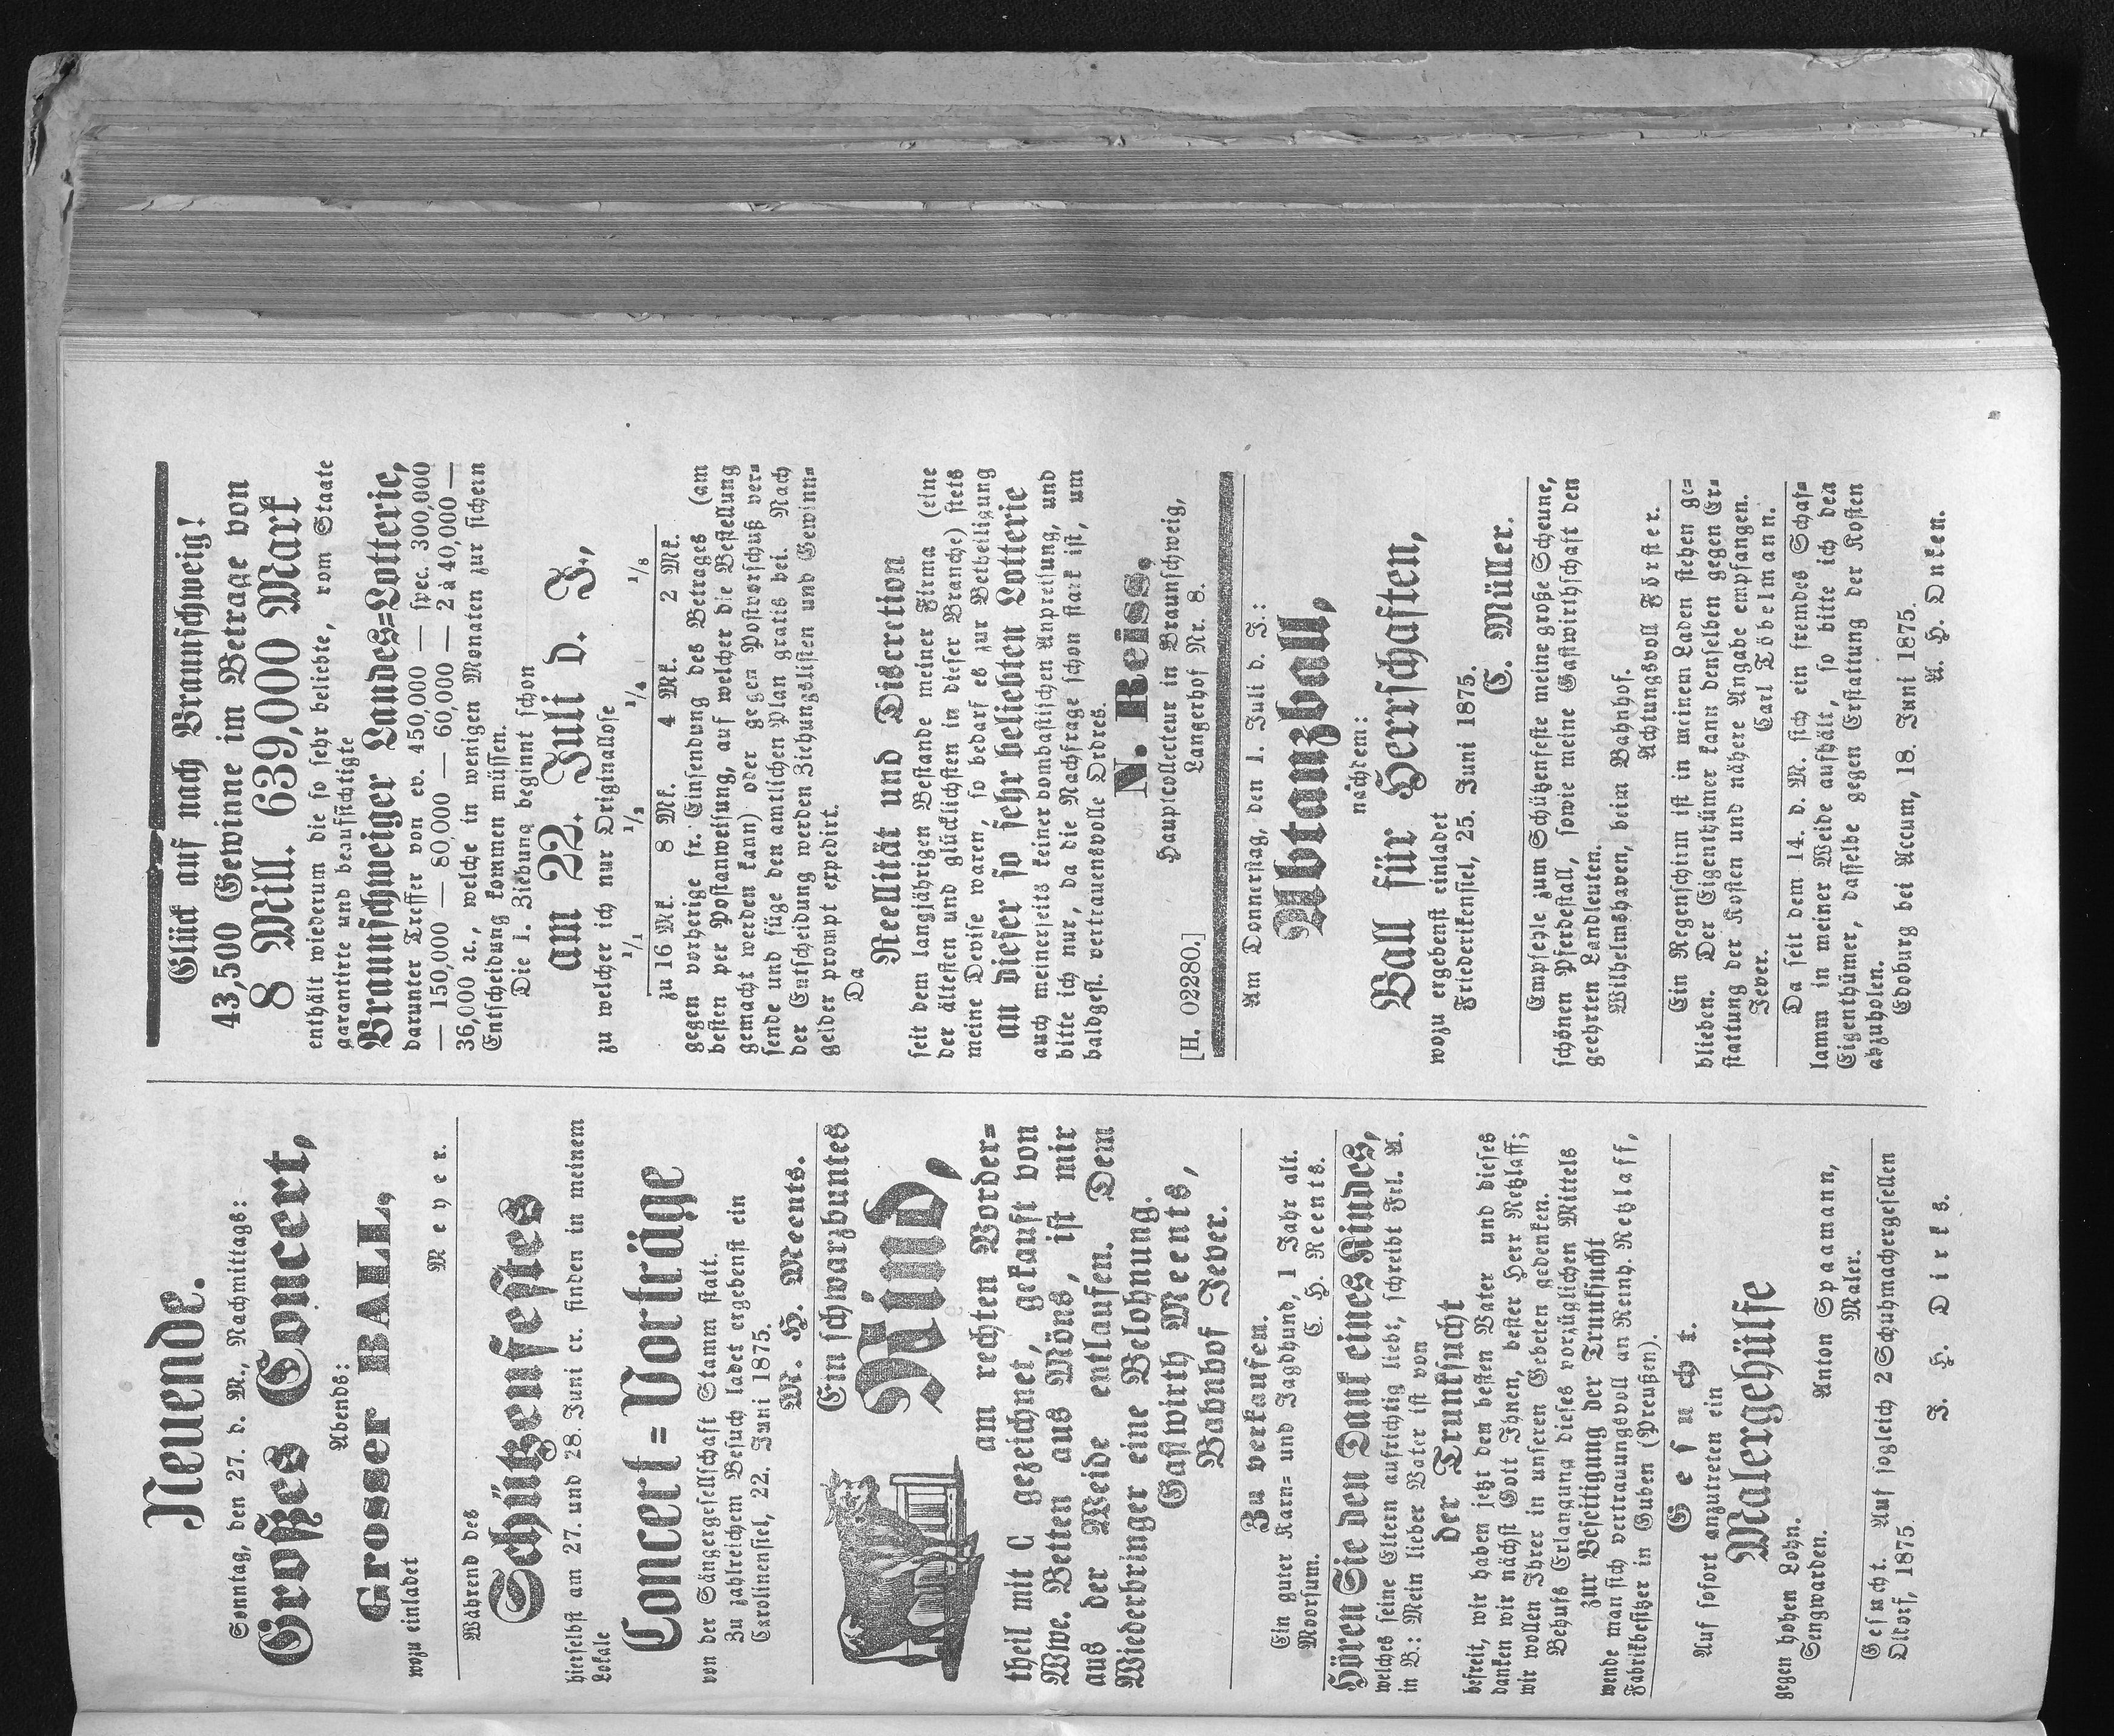 Neuende.
Sonntag, den 27. d. M., Nachmittags:
Großes Concert,
Abends:
Grosser BALL,
wozu einladet
Meyer.
Während des
Schützenfestes
hierselbst am 27. und 28. Juni cr. finden in meinem
Lokale
Concert=Vorträge
von der Sängergesellschaft Stamm statt.
Zu zahlreichem Besuch ladet ergebenst ein
Carolinensiel, 22. Juni 1875.
M. H. Meents.
Ein schwarzbuntes
Rind,
am rechten Vorder=
theil mit C gezeichnet, gekauft von
Wwe. Betten aus Möns, ist mir
aus der Weide entlaufen. Dem
Wiederbringer eine Belohnung.
Gastwirth Meents,
Bahnhof Jever.
Zu verkaufen.
Ein guter Karn= und Jagdhund, 1 Jahr alt.
Moorsum. C. H. Reents.
Hören Sie den Dank eines Kindes,
welches seine Eltern aufrichtig liebt, schreibt Frl. A.
in B.: Mein lieber Vater ist von
der Trunksucht
befreit, wir haben jetzt den besten Vater und dieses
danken wir nächst Gott Ihnen, bester Herr Retzlaff;
wir wollen Ihrer in unseren Gebeten gedenken.
Behufs Erlangung dieses vorzüglichen Mittels
zur Beseitigung der Trunksucht
wende man sich vertrauungsvoll an Reinh. Retzlaff,
Fabrikbesitzer in Guben (Preußen).
Gesucht.
Auf sofort anzutreten ein
Malergehülfe
gegen hohen Lohn.
Sengwarden. Anton Spaamann,
Maler.
Gesucht. Auf sogleich 2 Schuhmachergesellen
Oldorf, 1875.
J. H. Dirks.
Glück auf nach Braunschweig!
43,500 Gewinne im Betrage von
8 Mill. 639,000 Mark
enthält wiederum die so sehr beliebte, vom Staate
garantirte und beaufsichtigte
Braunschweiger Landes=Lotterie,
darunter Treffer von ev. 450,000 — spec. 300,000
— 150,000 — 80,000 — 60,000 — 2 à 40,000 —
36,000 ꝛc., welche in wenigen Monaten zur sichern
Entscheidung kommen müssen.
Die 1. Ziehung beginnt schon
am 22. Juli d. J.,
zu welcher ich nur Originallose
1/1 1/2 1/4 1/8
zu 16 Mk. 8 Mk. 4 Mk. 2 Mk.
gegen vorherige fr. Einsendung des Betrages (am
besten per Postanweisung, auf welcher die Bestellung
gemacht werden kann) oder gegen Postvorschuß ver=
sende und füge den amtlichen Plan gratis bei. Nach
der Entscheidung werden Ziehungslisten und Gewinn=
gelder prompt expedirt.
Da
Reellität und Discretion
seit dem langjährigen Bestande meiner Firma (eine
der ältesten und glücklichsten in dieser Branche) stets
meine Devise waren, so bedarf es zur Betheiligung
an dieser so sehr beliebten Lotterie
auch meinerseits keiner bombastischen Anpreisung, und
bitte ich nur, da die Nachfrage schon stark ist, um
baldgefl. vertrauensvolle Ordres.
N. Reiss,
Hauptcollecteur in Braunschweig,
[H. 02280.] Langerhof Nr. 8.
Am Donnerstag, den 1. Juli d. J.:
Abtanzball,
nachdem:
Ball für Herrschaften,
wozu ergebenst einladet
Friederikensiel, 25. Juni 1875.
C. Müller.
Empfehle zum Schützenfeste meine große Scheune,
schönen Pferdestall, sowie meine Gastwirthschaft den
geehrten Landleuten.
Wilhelmshaven, beim Bahnhof.
Achtungsvoll Förster.
Ein Regenschirm ist in meinem Laden stehen ge=
blieben. Der Eigenthümer kann denselben gegen Er=
stattung der Kosten und nähere Angabe empfangen.
Jever. Carl Töbelmann.
Da seit dem 14. d. M. sich ein fremdes Schaf=
lamm in meiner Weide aufhält, so bitte ich den
Eigenthümer, dasselbe gegen Erstattung der Kosten
abzuholen.
Edoburg bei Accum, 18. Juni 1875.
A. H. Onken.